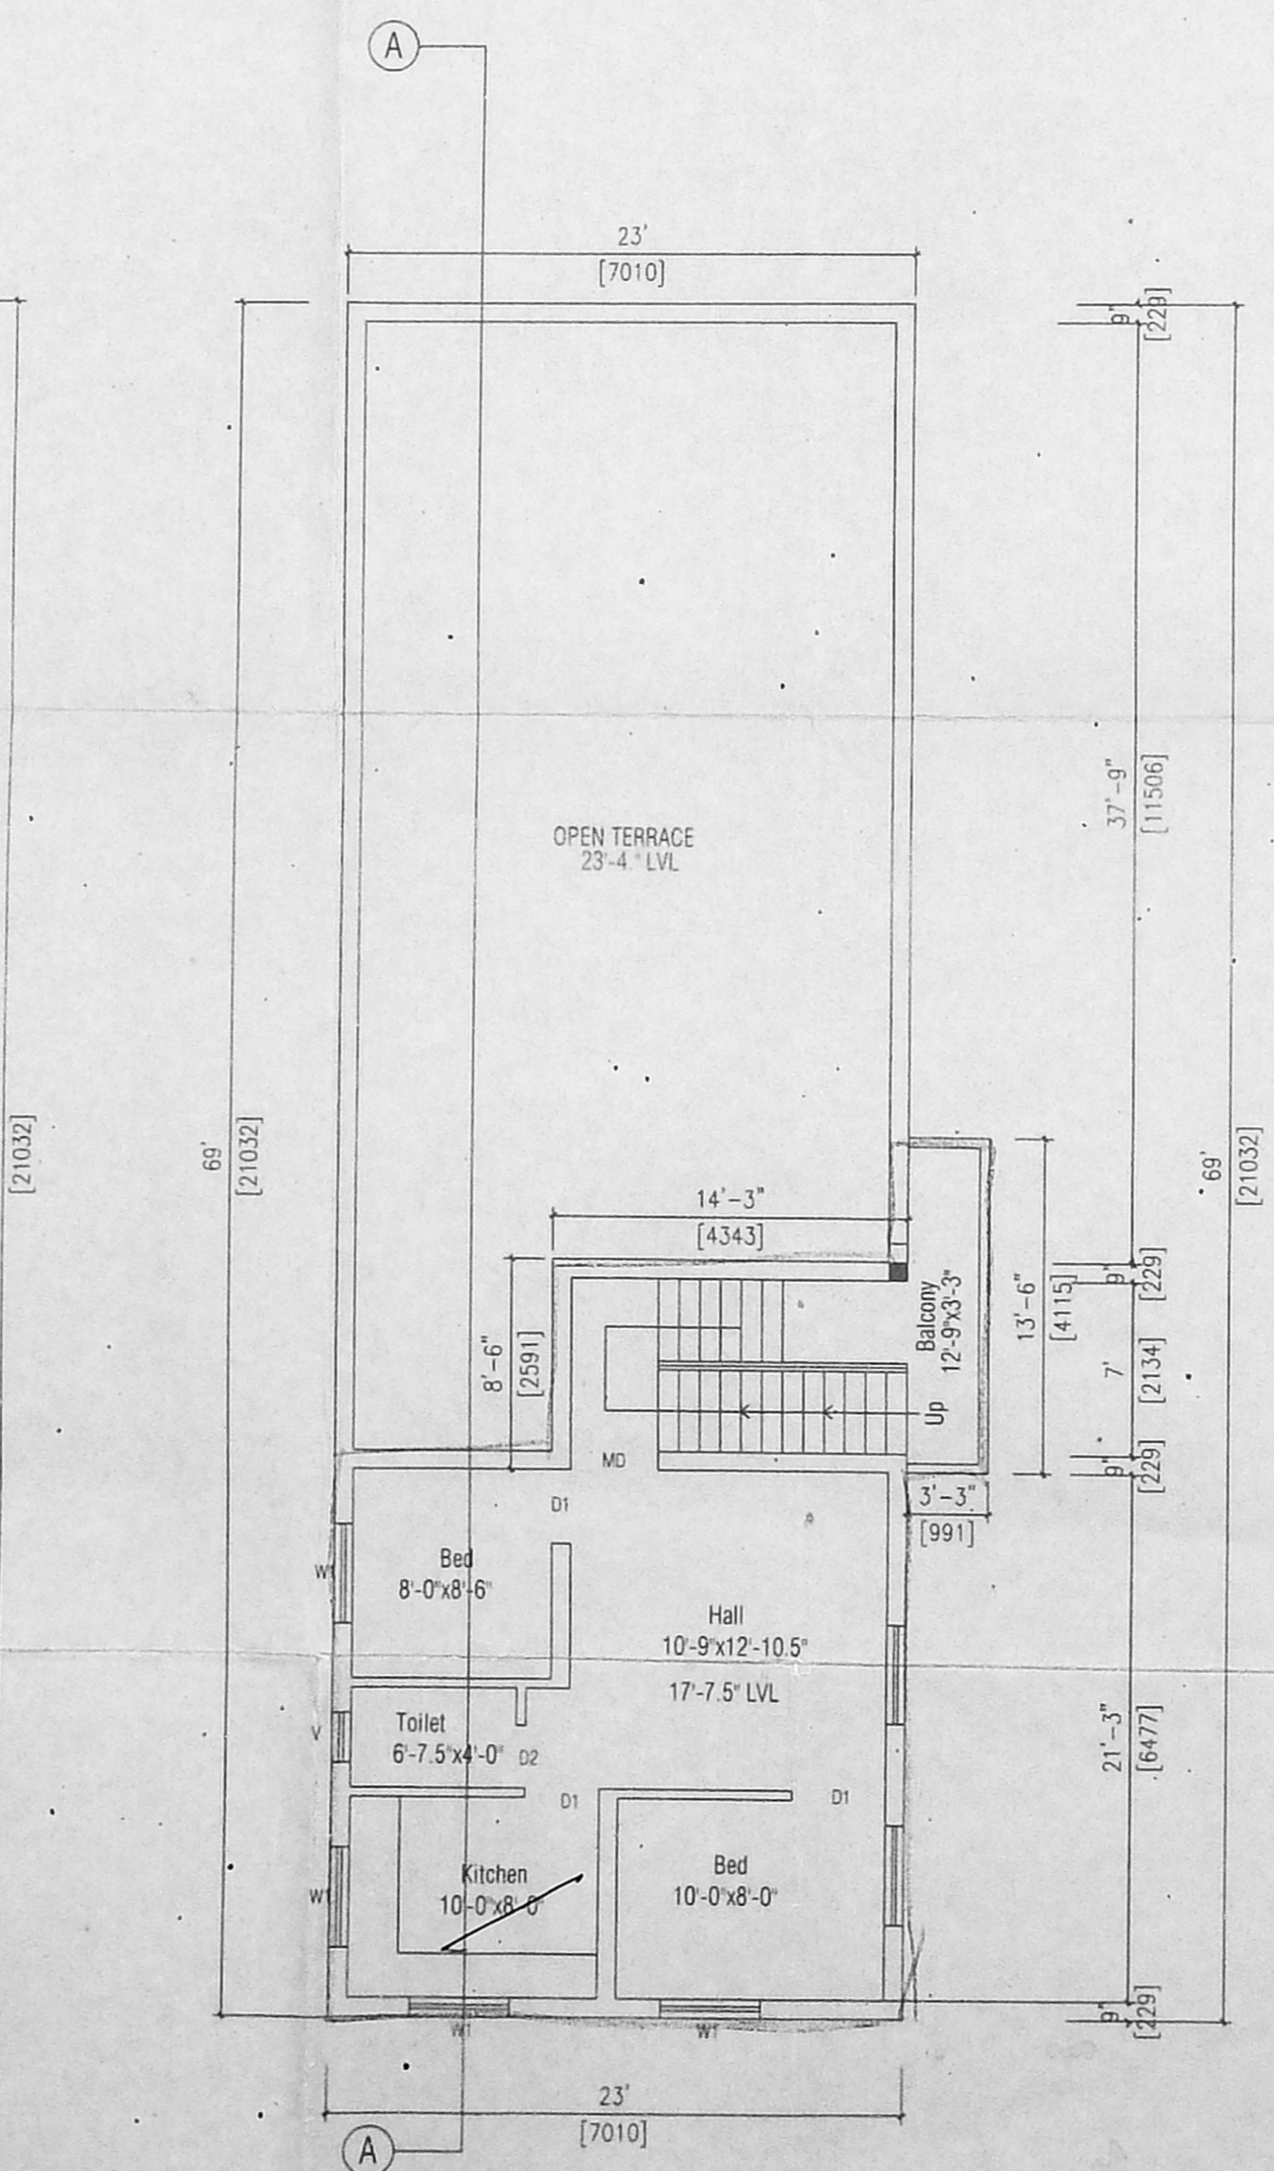 A
23'
[7010]
9"
[229]
OPEN TERRACE
23'-4." LVL
37'-9"
[11506]
[21032]
69'
[21032]
69'
[21032]
14'-3"
[4343]
8'-6"
[2591]
Balcony
12'-9"x3'-3"
13'-6"
[4115]
9"
[229]
7'
[2134]
Up
MD
9"
[229]
3'-3"
[991]
D1
Bed
8'-0"x8'-6"
W1
Hall
10'-9"x12'-10.5"
17'-7.5" LVL
Toilet
6'-7.5"x4'-0"
D2
V
21'-3"
[6477]
D1
D1
Kitchen
10'-0"x8'-0"
W1
Bed
10'-0"x8'-0"
9"
[229]
W1
W1
23'
[7010]
A